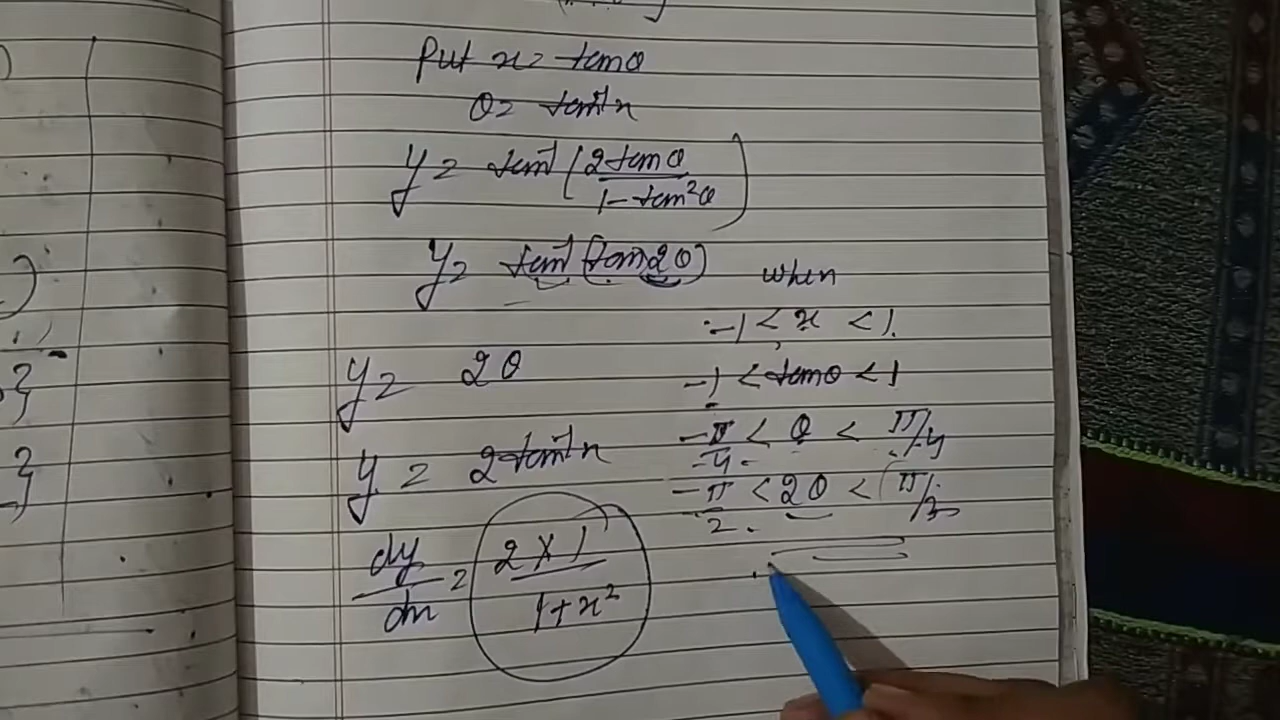 Put x = tanθ
θ = tan⁻¹x
y = tan⁻¹(2tanθ / 1 - tan²θ)
y = tan⁻¹(tan2θ) when
-1 < x < 1.
y = 2θ
-1 < tanθ < 1
-π/4 < θ < π/4
y = 2tan⁻¹x
-π/2 < 2θ < π/2
dy/dx = 2×1 / 1+x²